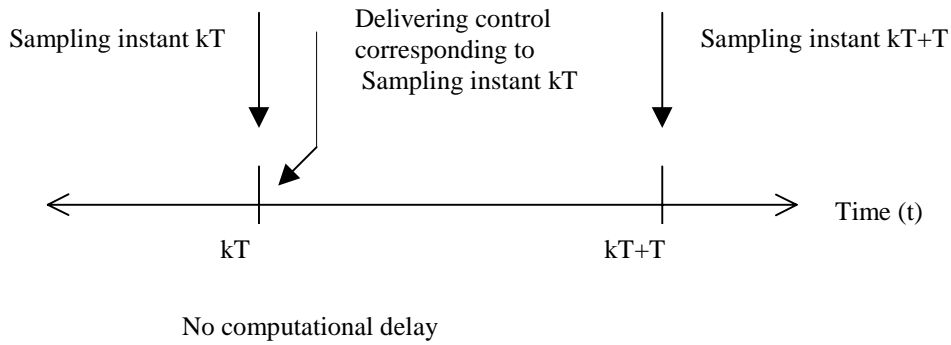 Delivering control
corresponding to
Sampling instant kT
Sampling instant kT
Sampling instant kT+T
Time (t)
kT
kT+T
No computational delay